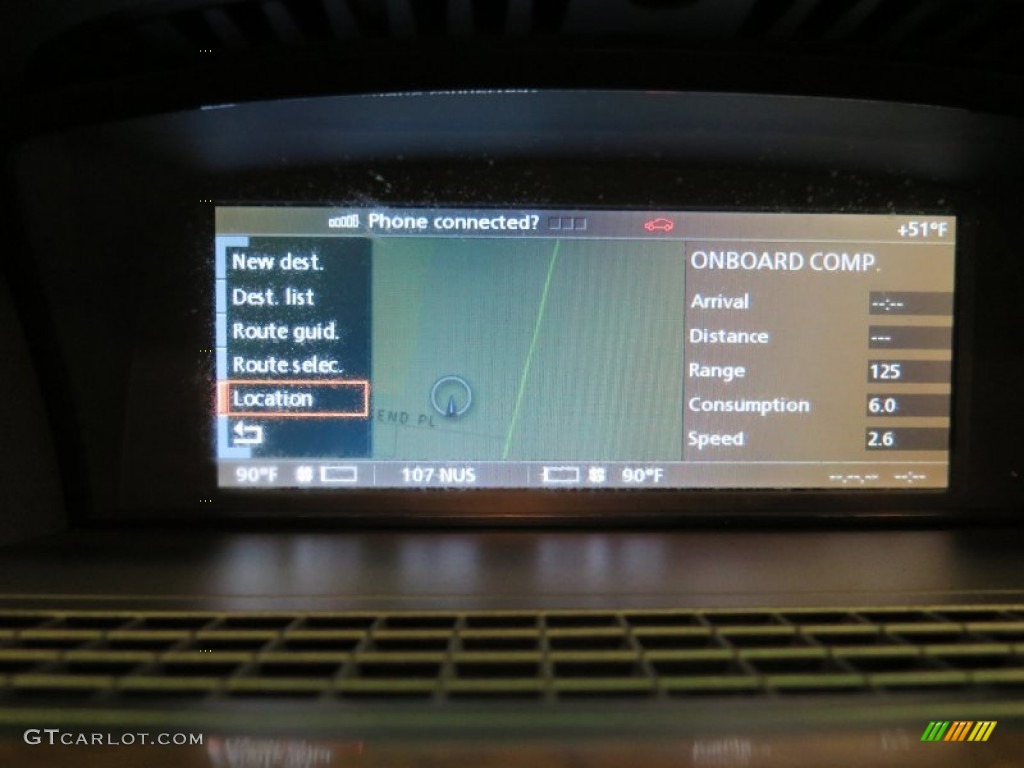 Phone connected?
+51°F
New dest.
Dest. list
Route guid.
Route selec.
Location
END PL
ONBOARD COMP.
Arrival --:--
Distance ---
Range 125
Consumption 6.0
Speed 2.6
90°F 107 NUS 90°F --.--.-- --:--
GTCARLOT.COM